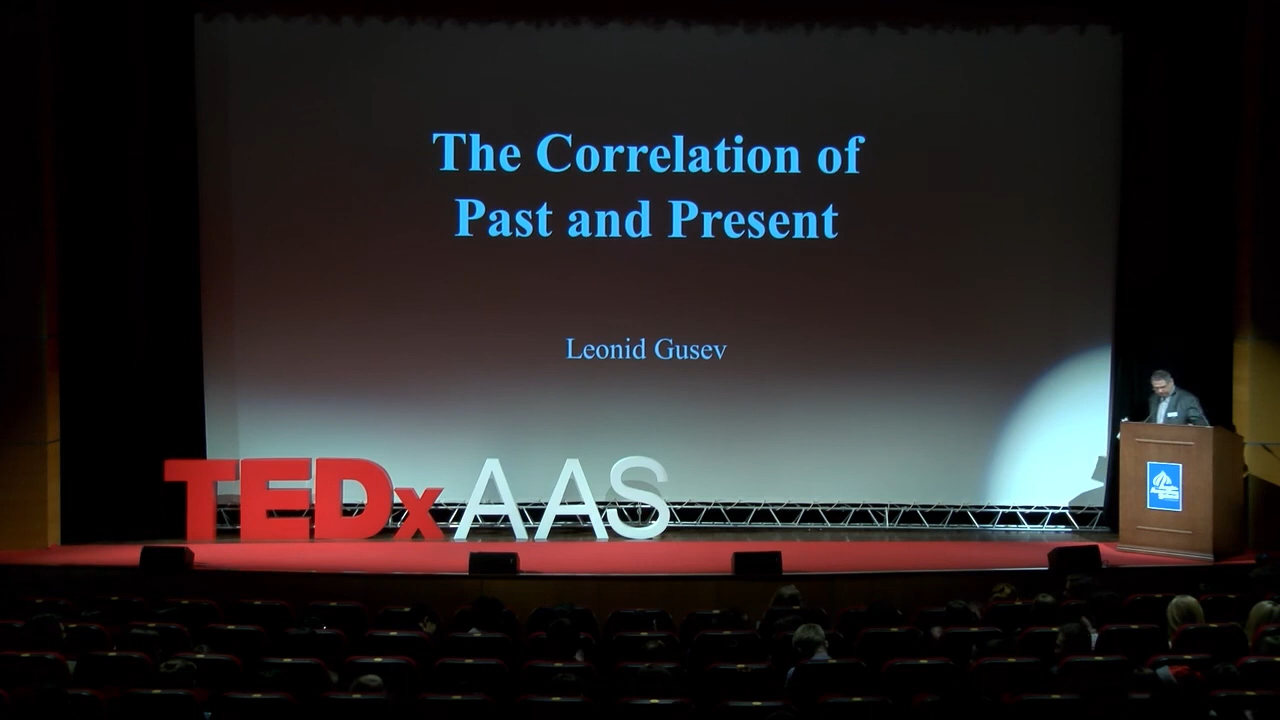 The Correlation of
Past and Present
Leonid Gusev
TEDxAAS